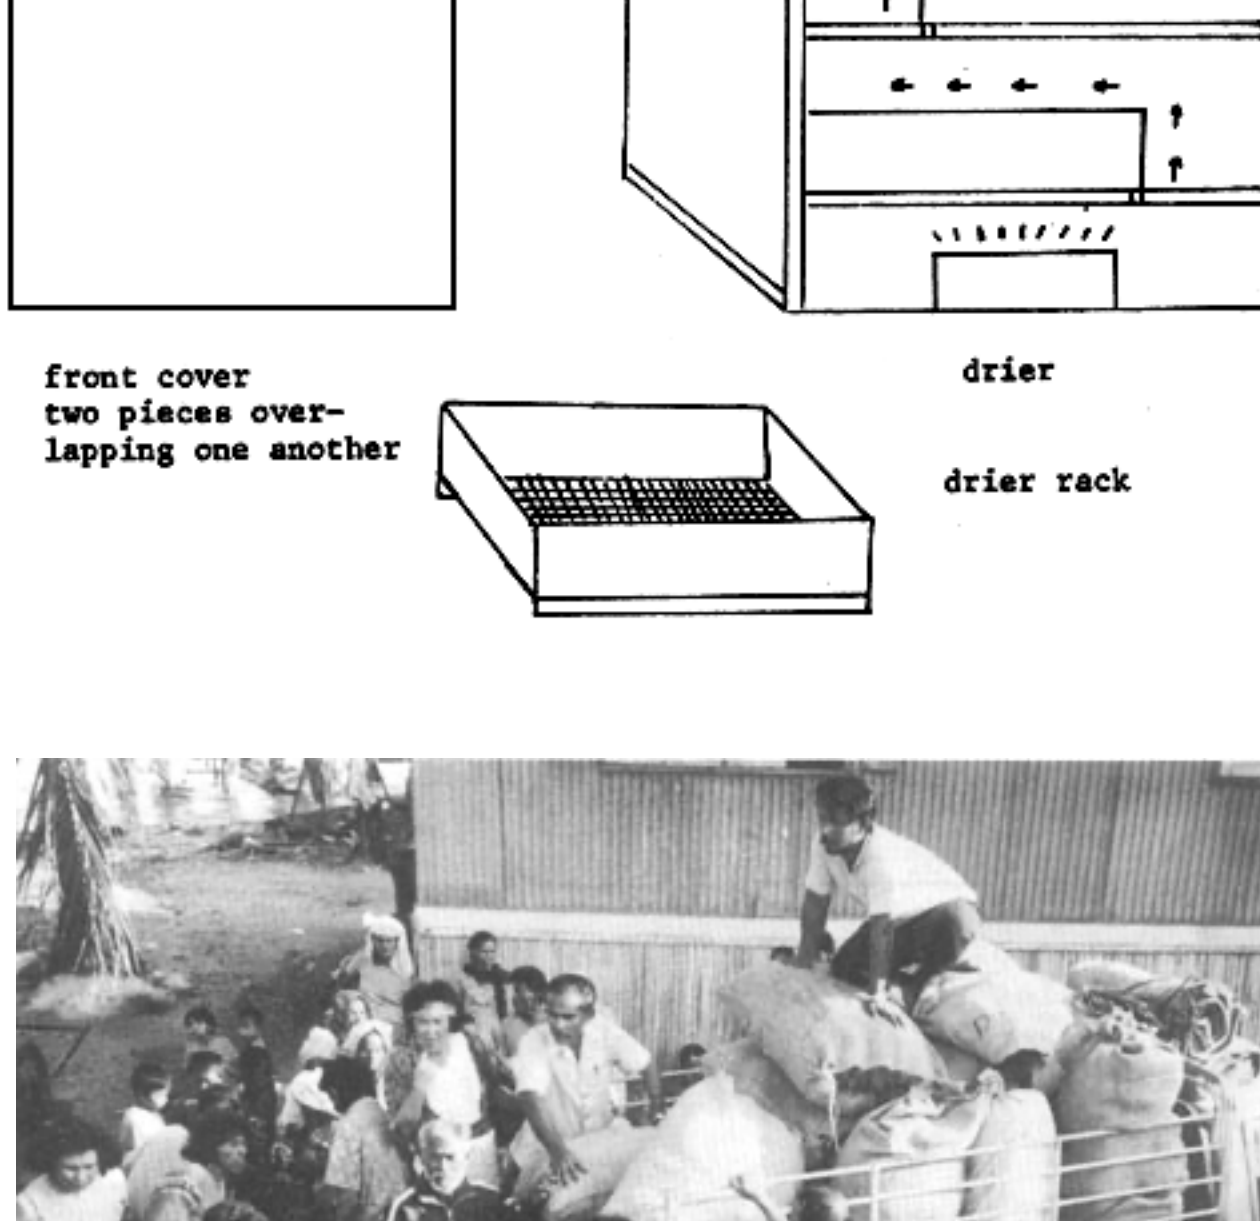 front cover
two pieces over-
lapping one another
drier
drier rack